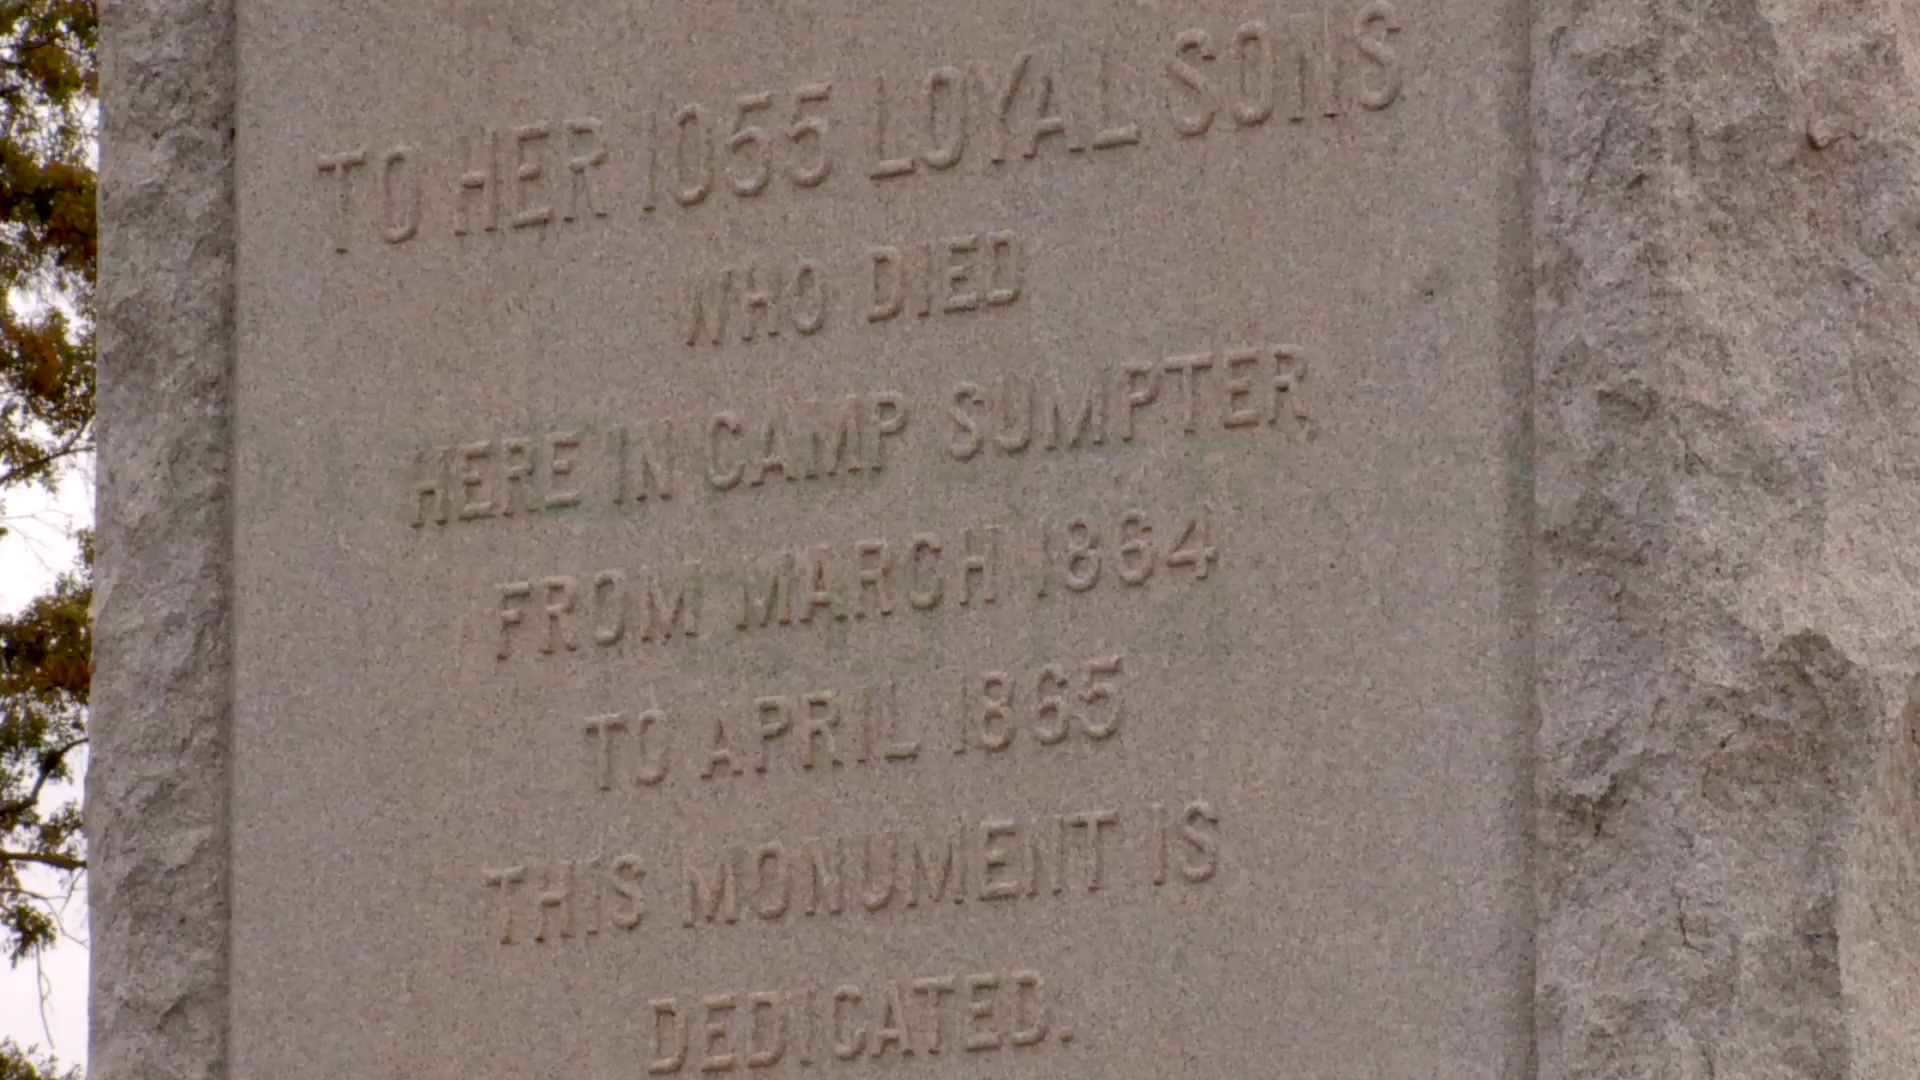 TO HER 1055 LOYAL SONS
WHO DIED
HERE IN CAMP SUMPTER,
FROM MARCH 1864
TO APRIL 1865
THIS MONUMENT IS
DEDICATED.